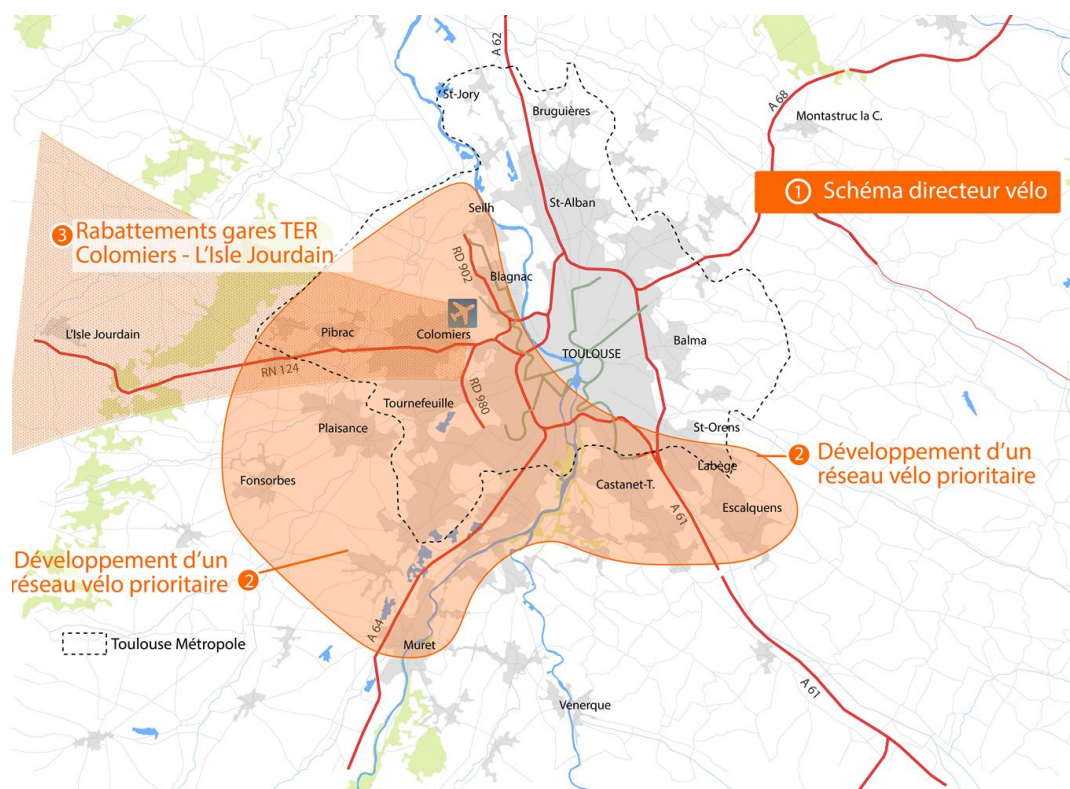 A 62
St-Jory
Bruguières
A 68
Montastruc la C.
1 Schéma directeur vélo
St-Alban
Seilh
3 Rabattements gares TER
Colomiers - L'Isle Jourdain
RD 902
Blagnac
L'Isle Jourdain
Pibrac
Colomiers
Balma
TOULOUSE
RN 124
RD 980
Tournefeuille
Plaisance
St-Orens
2 Développement d'un
réseau vélo prioritaire
Labège
Fonsorbes
Castanet-T.
Escalquens
A 61
Développement d'un
réseau vélo prioritaire 2
A 64
Toulouse Métropole
Muret
A 61
Venerque